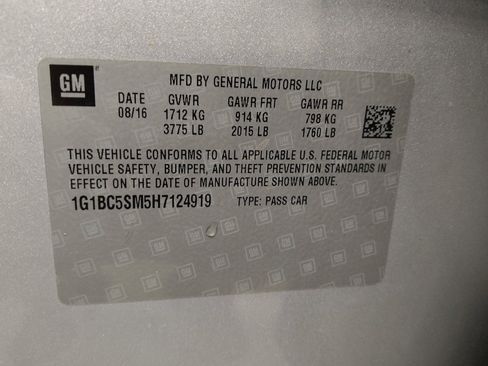 GM
MFD BY GENERAL MOTORS LLC
DATE GVWR GAWR FRT GAWR RR
08/16 1712 KG 914 KG 798 KG
3775 LB 2015 LB 1760 LB
THIS VEHICLE CONFORMS TO ALL APPLICABLE U.S. FEDERAL MOTOR
VEHICLE SAFETY, BUMPER, AND THEFT PREVENTION STANDARDS
IN EFFECT ON THE DATE OF MANUFACTURE SHOWN ABOVE.
1G1BC5SM5H7124919 TYPE: PASS CAR